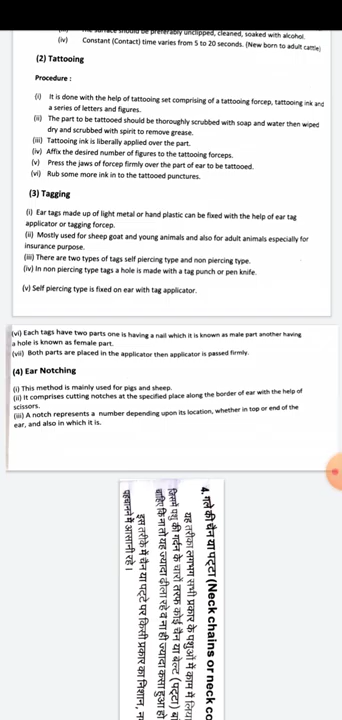 The surface should be preferably unclipped, cleaned, soaked with alcohol.
(iv) Constant (Contact) time varies from 5 to 20 seconds. (New born to adult cattle)
(2) Tattooing
Procedure :
(i) It is done with the help of tattooing set comprising of a tattooing forcep, tattooing ink and
a series of letters and figures.
(ii) The part to be tattooed should be thoroughly scrubbed with soap and water then wiped
dry and scrubbed with spirit to remove grease.
(iii) Tattooing ink is liberally applied over the part.
(iv) Affix the desired number of figures to the tattooing forceps.
(v) Press the jaws of forcep firmly over the part of ear to be tattooed.
(vi) Rub some more ink in to the tattooed punctures.
(3) Tagging
(i) Ear tags made up of light metal or hand plastic can be fixed with the help of ear tag
applicator or tagging forcep.
(ii) Mostly used for sheep goat and young animals and also for adult animals especially for
insurance purpose.
(iii) There are two types of tags self piercing type and non piercing type.
(iv) In non piercing type tags a hole is made with a tag punch or pen knife.
(v) Self piercing type is fixed on ear with tag applicator.
(vi) Each tags have two parts one is having a nail which it is known as male part another having
a hole is known as female part.
(vii) Both parts are placed in the applicator then applicator is passed firmly.
(4) Ear Notching
(i) This method is mainly used for pigs and sheep.
(ii) It comprises cutting notches at the specified place along the border of ear with the help of
scissors.
(iii) A notch represents a number depending upon its location, whether in top or end of the
ear, and also in which it is.
4. गले की चैन या पट्टा (Neck chains or neck co
यह तरीका लगभग सभी प्रकार के पशुओं में काम में लिया
जिसमें पशु की गर्दन के चारों तरफ कोई चैन या बेल्ट (पट्टा) बां
चाहिए कि ना तो यह ज्यादा ढीला रहे व ना ही ज्यादा कसा हुआ हो
इस तरीके में चैन या पट्टे पर किसी प्रकार का निशान, न
पहचानने में आसानी रहे।